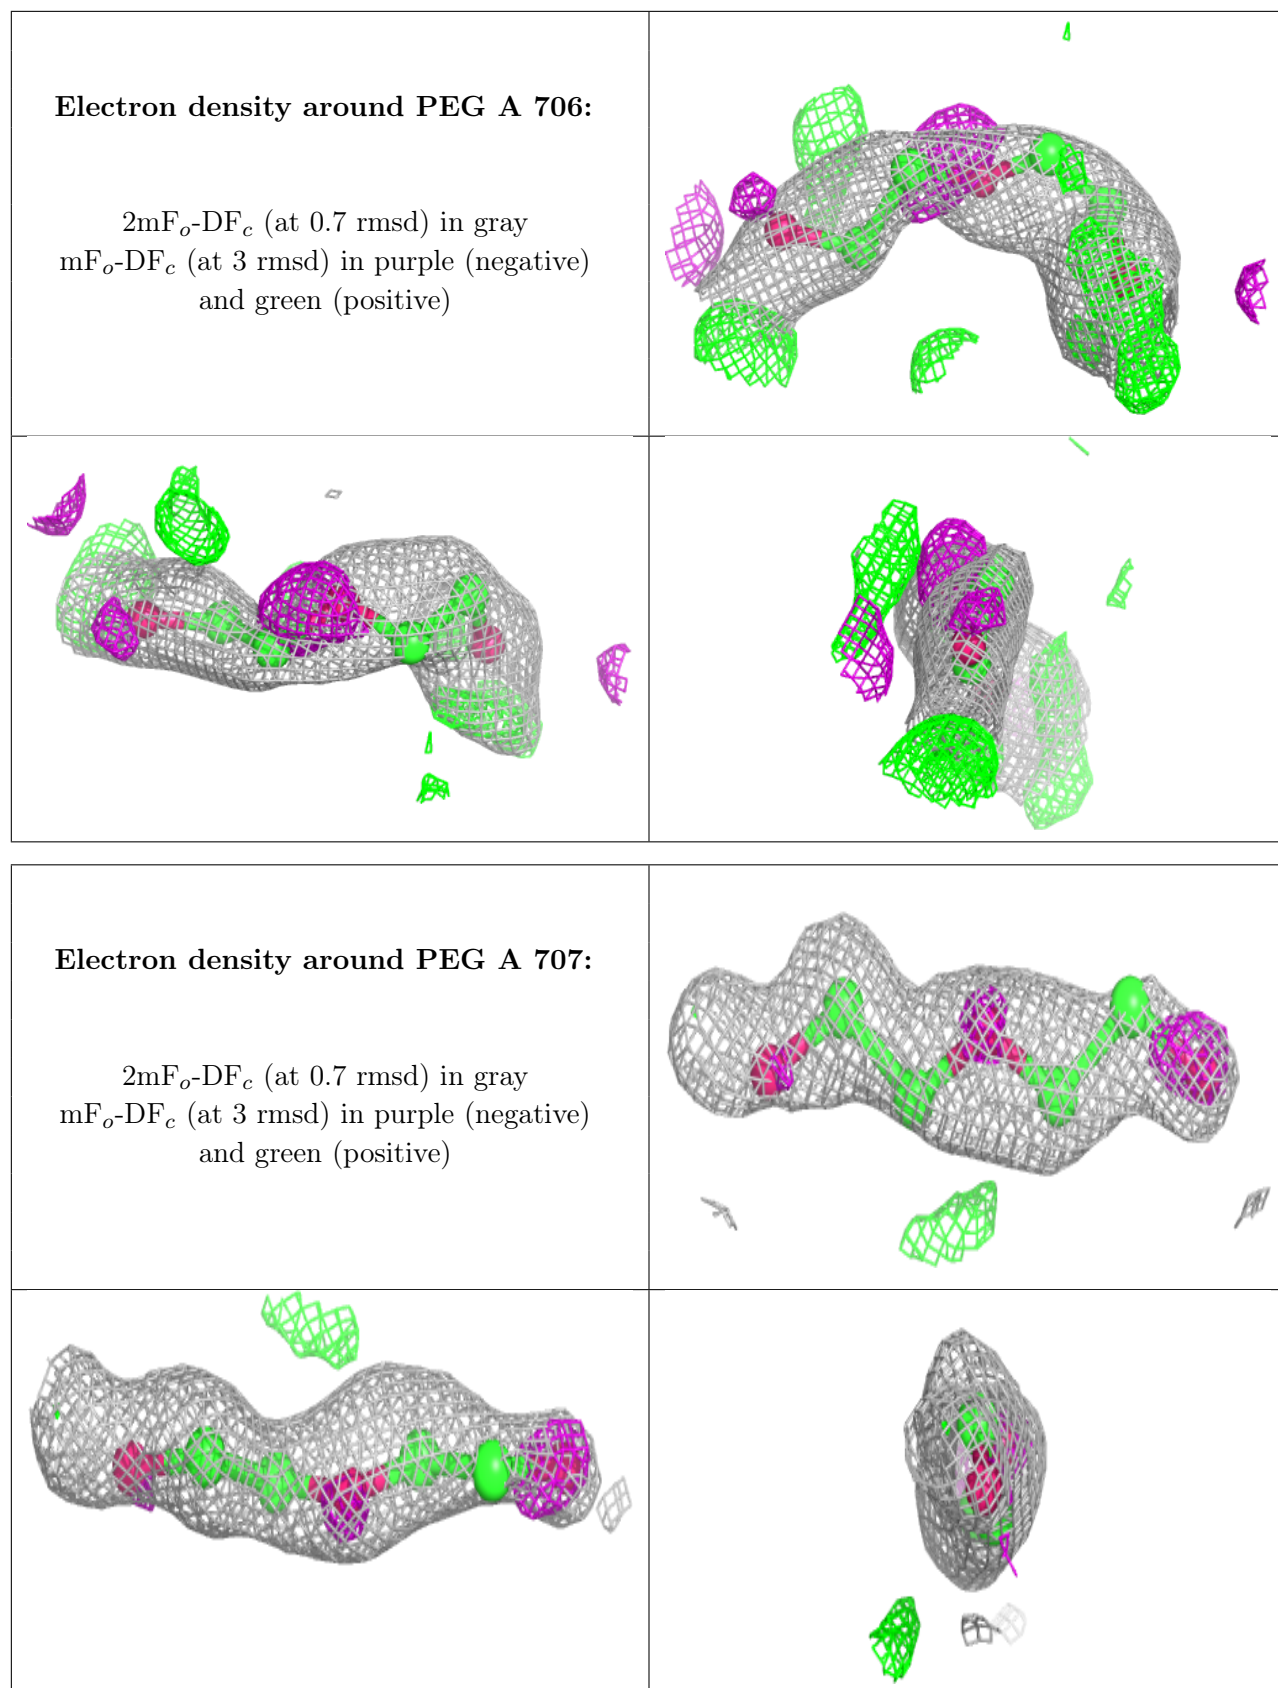 Electron density around PEG A 706:
2mFo-DFc (at 0.7 rmsd) in gray
mFo-DFc (at 3 rmsd) in purple (negative)
and green (positive)
Electron density around PEG A 707:
2mFo-DFc (at 0.7 rmsd) in gray
mFo-DFc (at 3 rmsd) in purple (negative)
and green (positive)